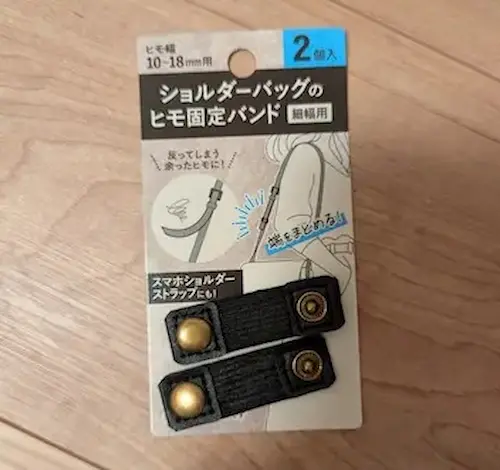 ヒモ幅
10~18mm用
2個入
ショルダーバッグの
ヒモ固定バンド 細幅用
反ってしまう
余ったヒモに!
端をまとめる!
スマホショルダー
ストラップにも!